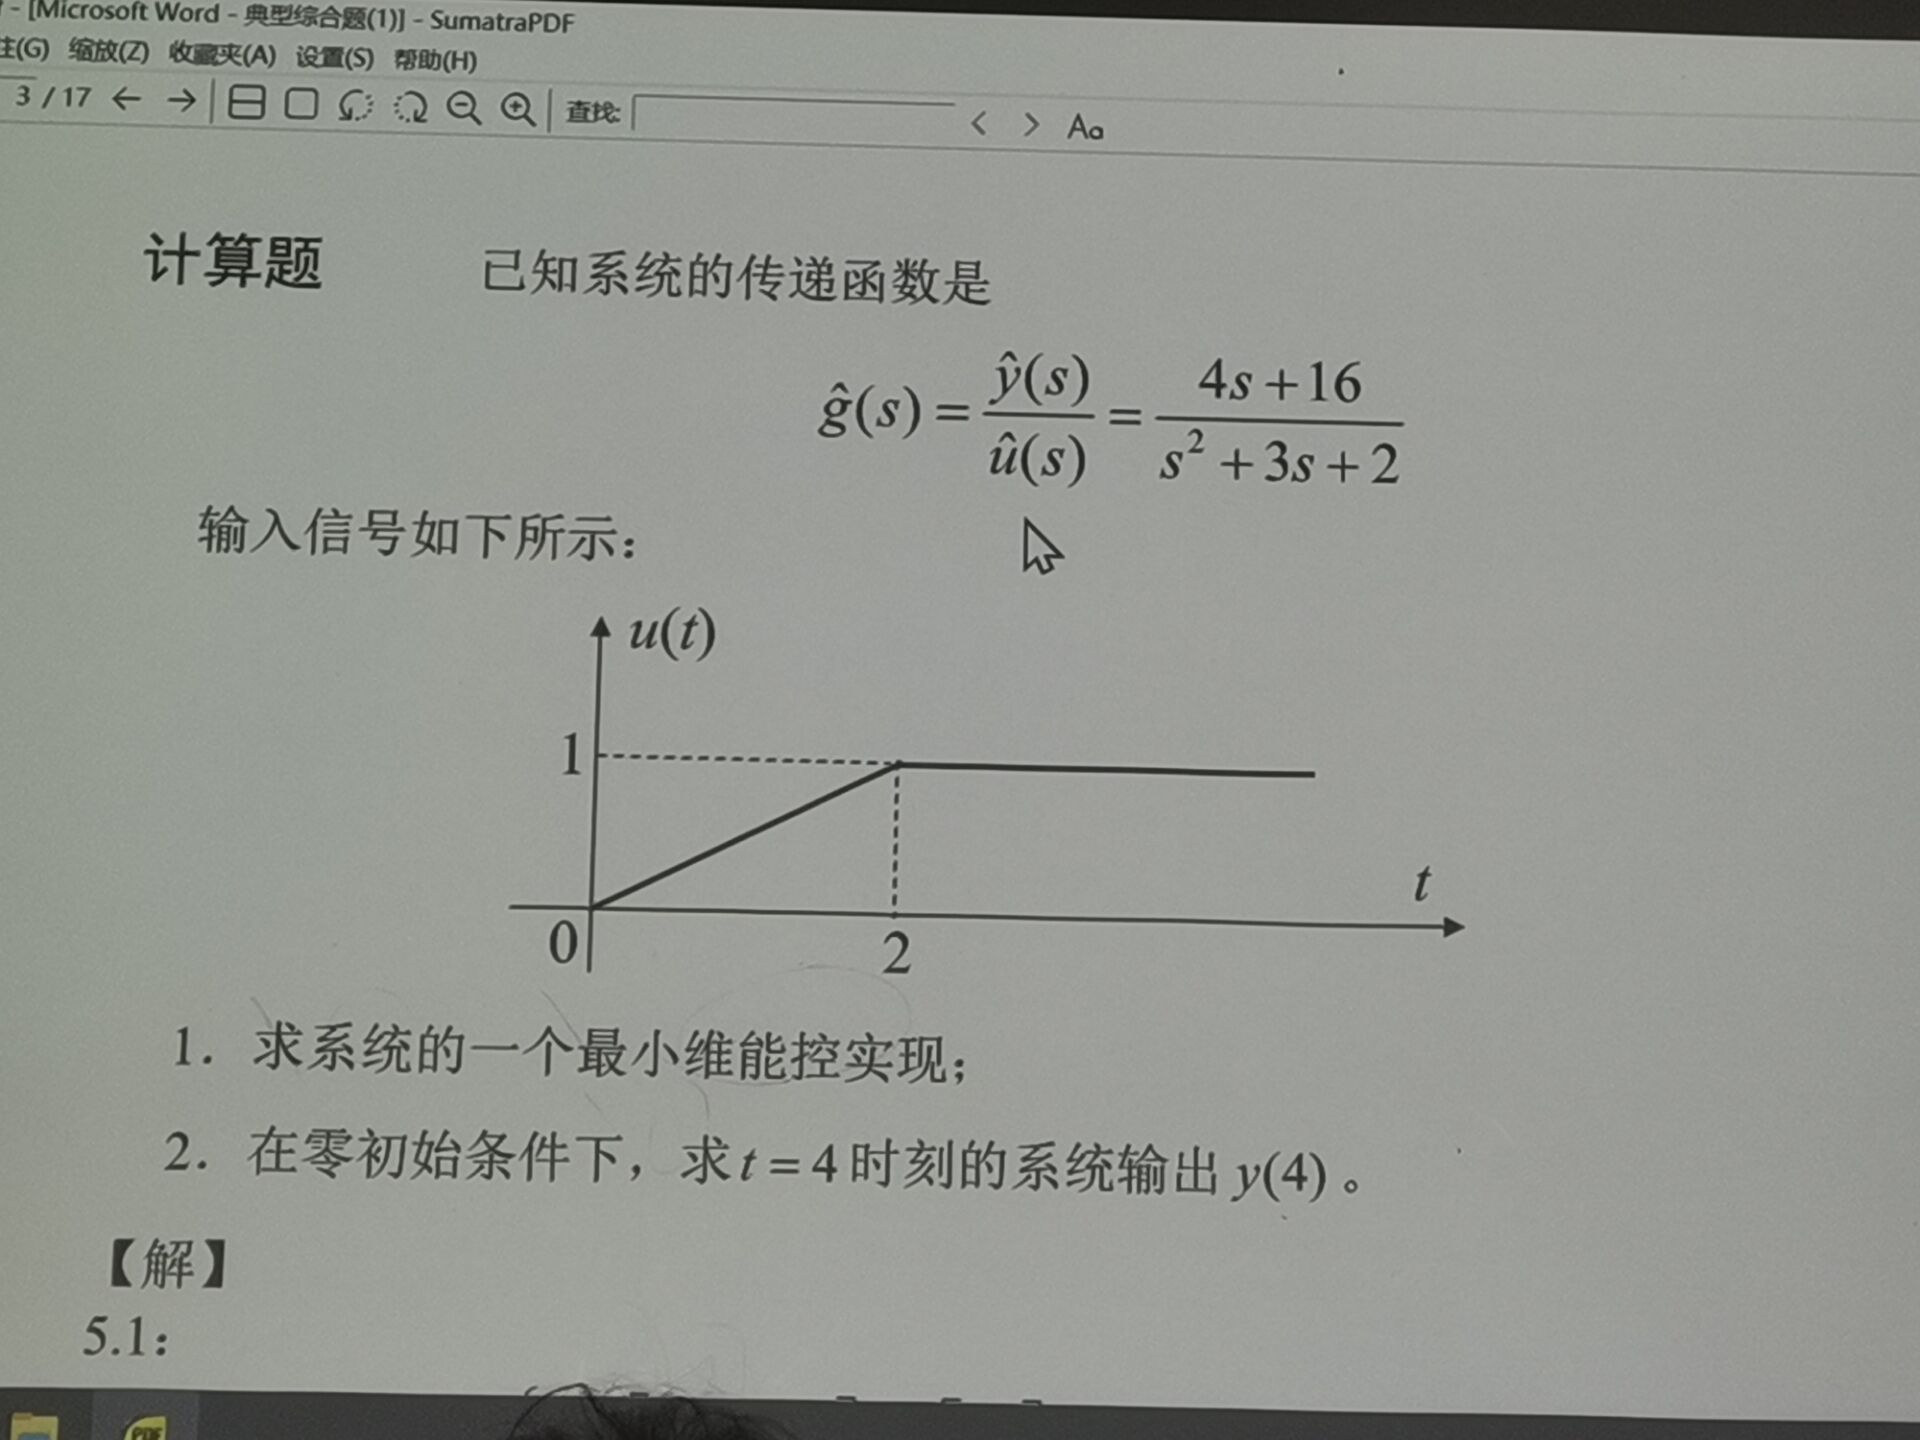 - [Microsoft Word - 典型综合题(1)] - SumatraPDF
注(G) 缩放(Z) 收藏夹(A) 设置(S) 帮助(H)
3 / 17 查找: Aa
计算题 已知系统的传递函数是
ĝ(s) = ŷ(s)/û(s) = (4s+16)/(s²+3s+2)
输入信号如下所示：
u(t)
1
t
0 2
1. 求系统的一个最小维能控实现；
2. 在零初始条件下，求 t = 4 时刻的系统输出 y(4) 。
【解】
5.1：
PDF